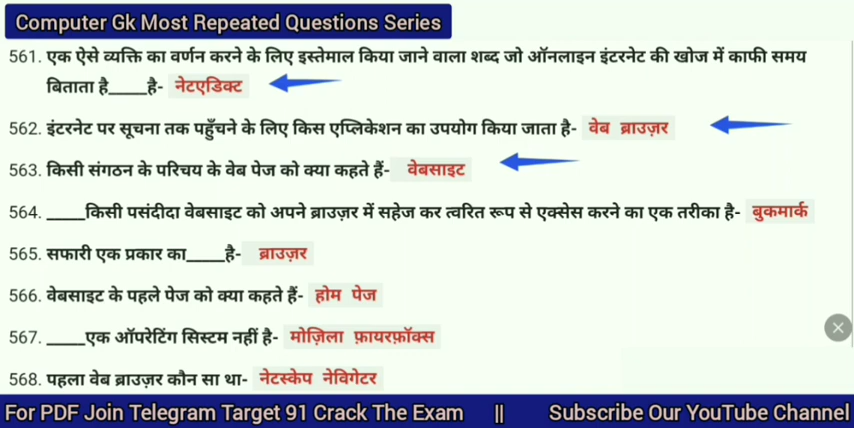 Computer Gk Most Repeated Questions Series
561. एक ऐसे व्यक्ति का वर्णन करने के लिए इस्तेमाल किया जाने वाला शब्द जो ऑनलाइन इंटरनेट की खोज में काफी समय
बिताता है_____है- नेटएडिक्ट
562. इंटरनेट पर सूचना तक पहुँचने के लिए किस एप्लिकेशन का उपयोग किया जाता है- वेब ब्राउज़र
563. किसी संगठन के परिचय के वेब पेज को क्या कहते हैं- वेबसाइट
564. _____किसी पसंदीदा वेबसाइट को अपने ब्राउज़र में सहेज कर त्वरित रूप से एक्सेस करने का एक तरीका है- बुकमार्क
565. सफारी एक प्रकार का_____है- ब्राउज़र
566. वेबसाइट के पहले पेज को क्या कहते हैं- होम पेज
567. _____एक ऑपरेटिंग सिस्टम नहीं है- मोज़िला फ़ायरफ़ॉक्स
568. पहला वेब ब्राउज़र कौन सा था- नेटस्केप नेविगेटर
For PDF Join Telegram Target 91 Crack The Exam || Subscribe Our YouTube Channel